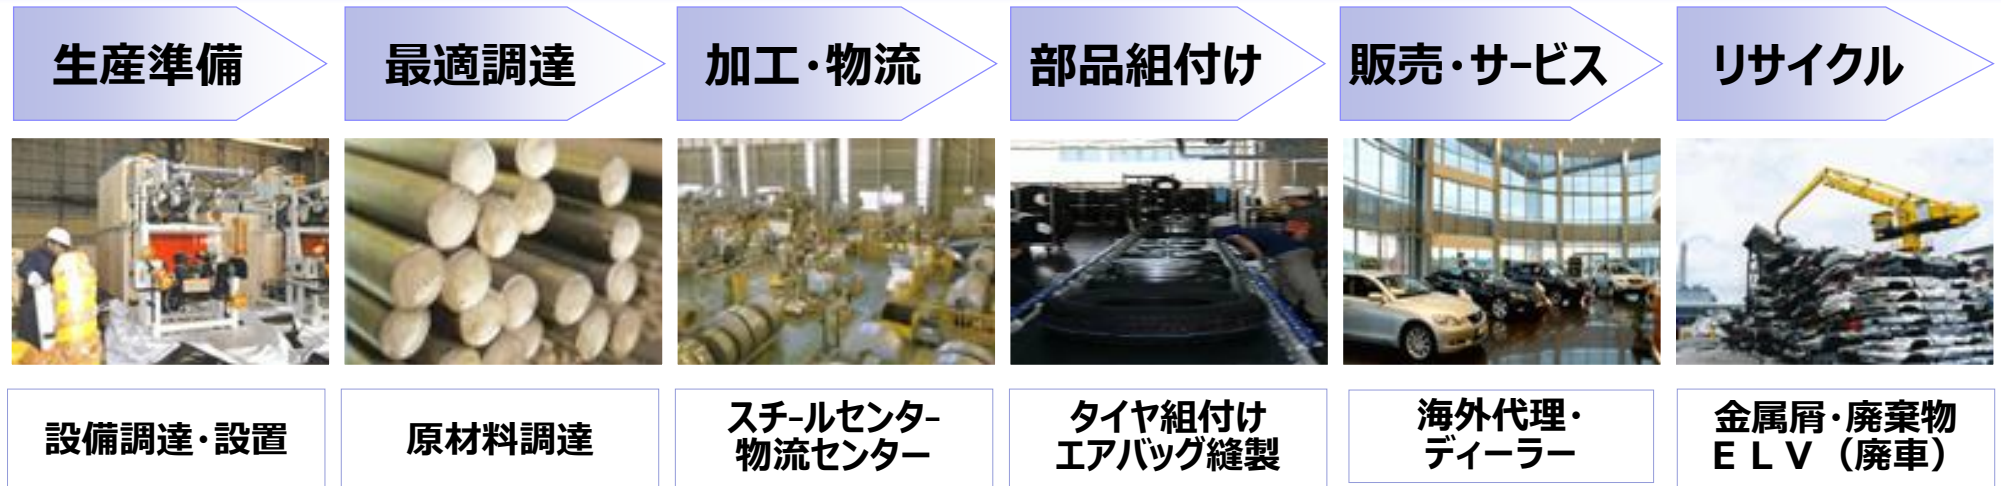 生産準備
最適調達
加工・物流
部品組付け
販売・サービス
リサイクル
設備調達・設置
原材料調達
スチールセンター
物流センター
タイヤ組付け
エアバッグ縫製
海外代理・
ディーラー
金属屑・廃棄物
ＥＬＶ（廃車）